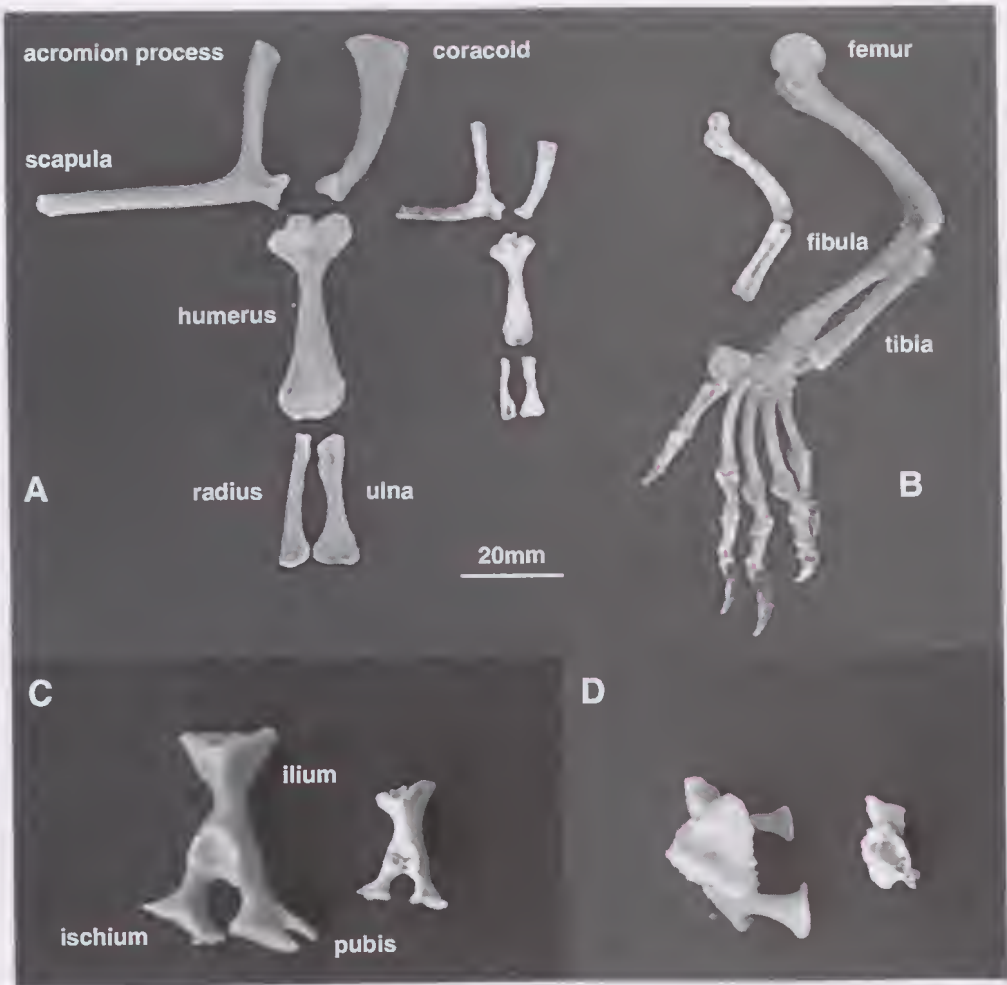 acromion process
coracoid
femur
scapula
fibula
humerus
tibia
A
radius
ulna
B
20mm
C
D
ilium
ischium
pubis